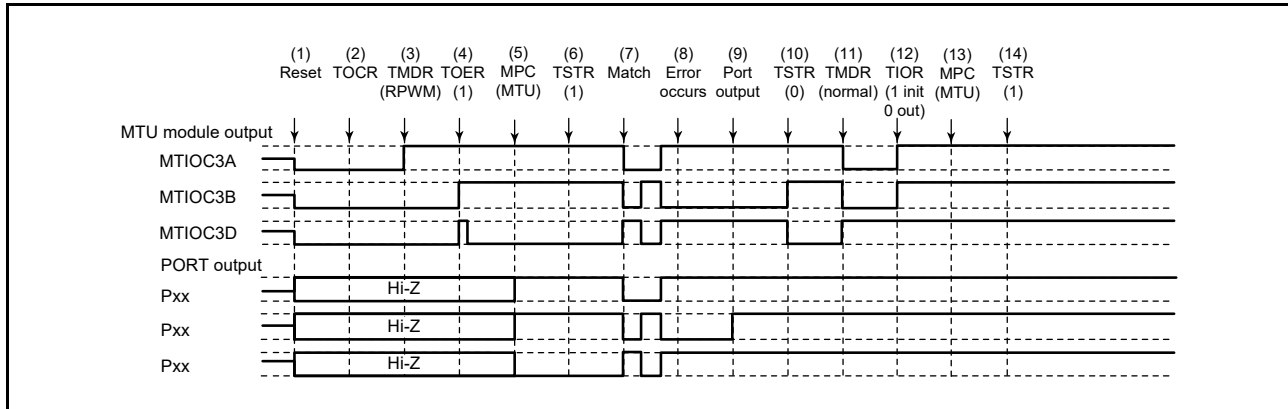 (1) (2) (3) (4) (5) (6) (7) (8) (9) (10) (11) (12) (13) (14)
Reset TOCR TMDR TOER MPC TSTR Match Error Port TSTR TMDR TIOR MPC TSTR
(RPWM) (1) (MTU) (1) occurs output (0) (normal) (1 init (MTU) (1)
0 out)
MTU module output
MTIOC3A
MTIOC3B
MTIOC3D
PORT output
Pxx Hi-Z
Pxx Hi-Z
Pxx Hi-Z